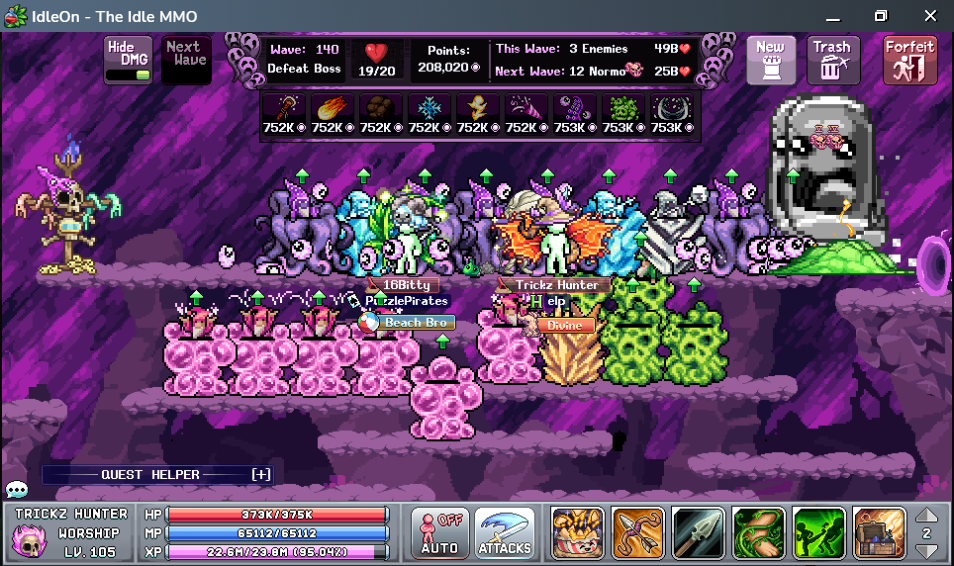 IdleOn - The Idle MMO
Hide DMG
Next Wave
Wave: 140
Defeat Boss
19/20
Points:
208,020
This Wave: 3 Enemies 49B
Next Wave: 12 Normo 25B
New
Trash
Forfeit
752K 752K 752K 752K 752K 752K 753K 753K 753K
16Bitty
Trickz Hunter
PuzzlePirates
Help
Beach Bro
Divine
QUEST HELPER [+]
TRICKZ HUNTER
WORSHIP
LV.105
HP 373K/375K
MP 65112/65112
XP 22.6M/23.8M (95.04%)
OFF
AUTO
ATTACKS
2